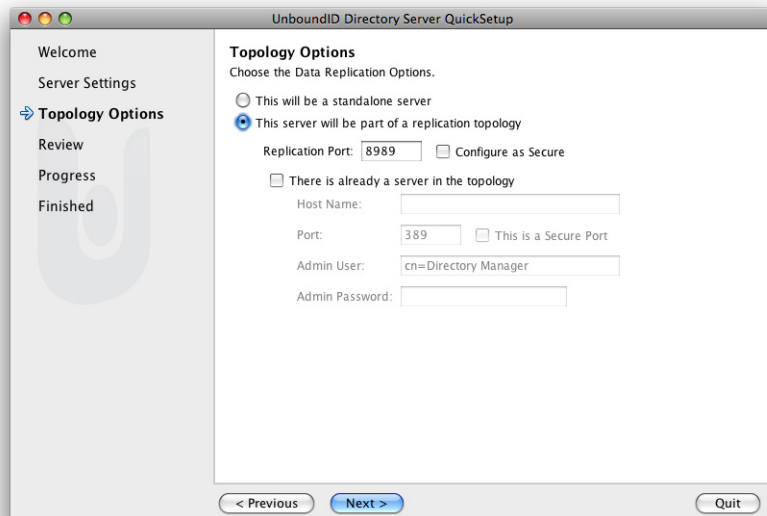 UnboundID Directory Server QuickSetup
Welcome
Server Settings
Topology Options
Review
Progress
Finished
Topology Options
Choose the Data Replication Options.
This will be a standalone server
This server will be part of a replication topology
Replication Port: 8989 Configure as Secure
There is already a server in the topology
Host Name:
Port: 389 This is a Secure Port
Admin User: cn=Directory Manager
Admin Password:
< Previous Next > Quit